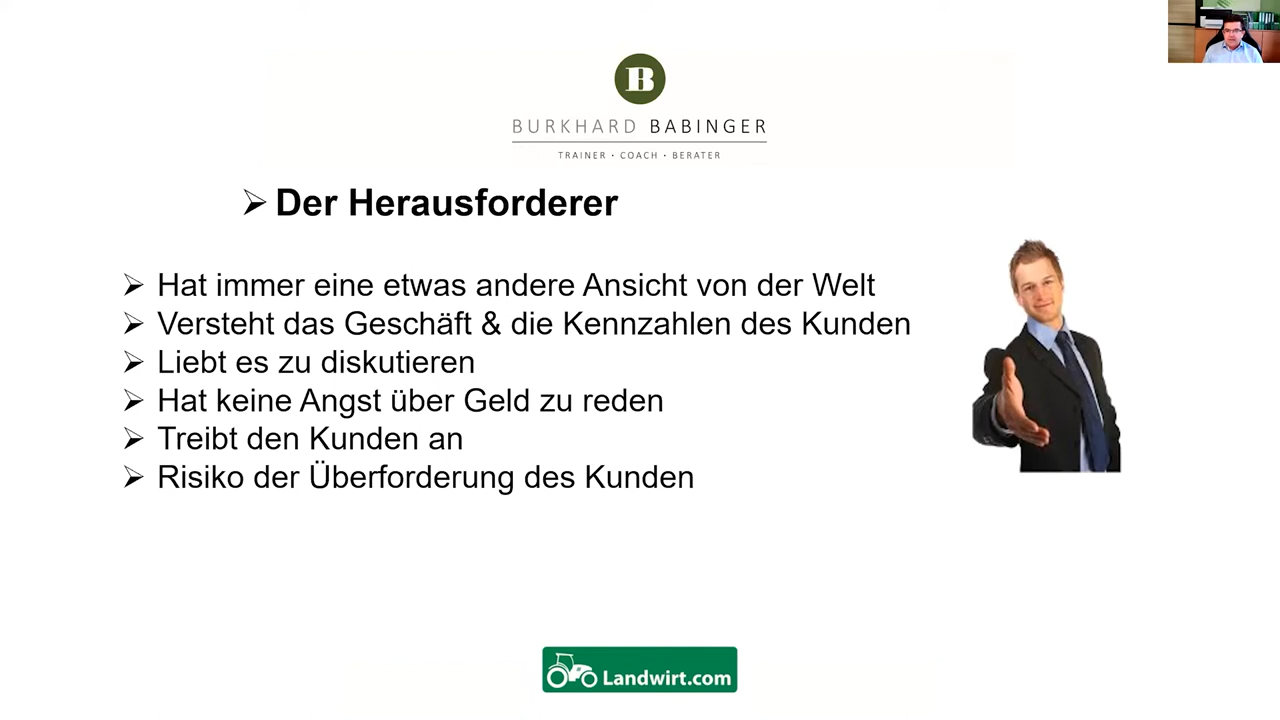 B
BURKHARD BABINGER
TRAINER · COACH · BERATER
➢ Der Herausforderer
➢ Hat immer eine etwas andere Ansicht von der Welt
➢ Versteht das Geschäft & die Kennzahlen des Kunden
➢ Liebt es zu diskutieren
➢ Hat keine Angst über Geld zu reden
➢ Treibt den Kunden an
➢ Risiko der Überforderung des Kunden
Landwirt.com